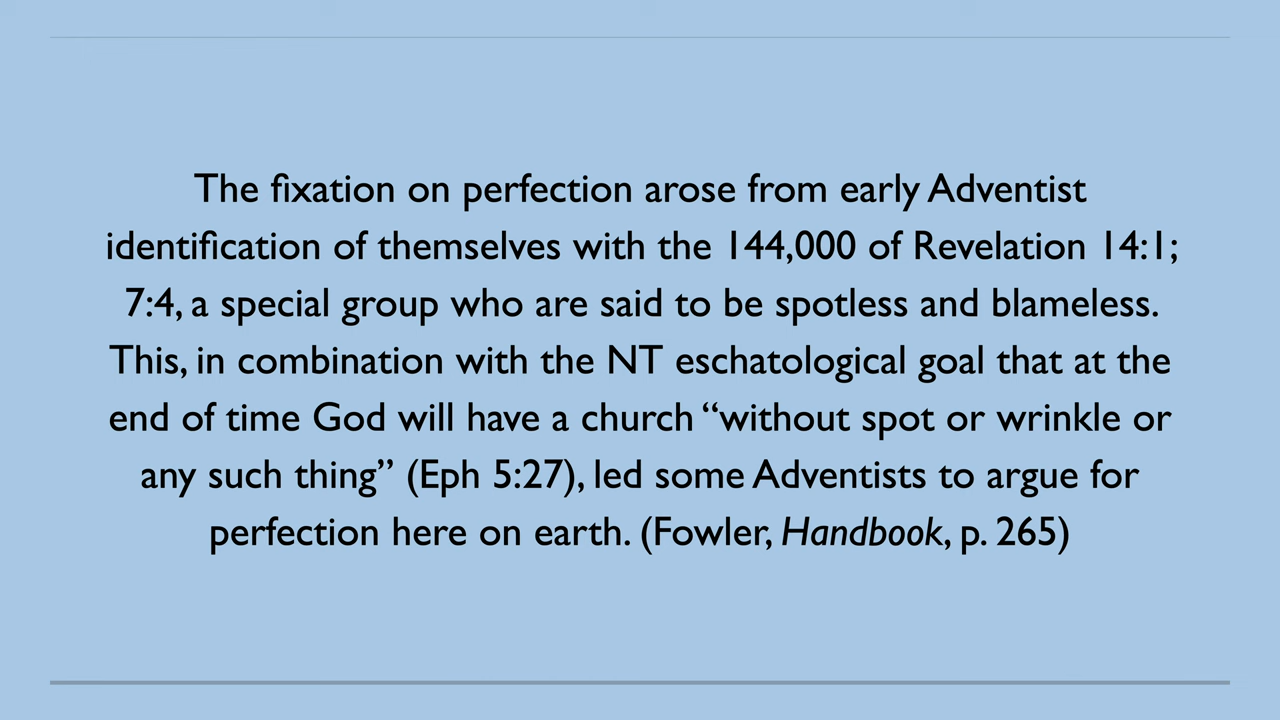 The fixation on perfection arose from early Adventist
identification of themselves with the 144,000 of Revelation 14:1;
7:4, a special group who are said to be spotless and blameless.
This, in combination with the NT eschatological goal that at the
end of time God will have a church “without spot or wrinkle or
any such thing” (Eph 5:27), led some Adventists to argue for
perfection here on earth. (Fowler, Handbook, p. 265)